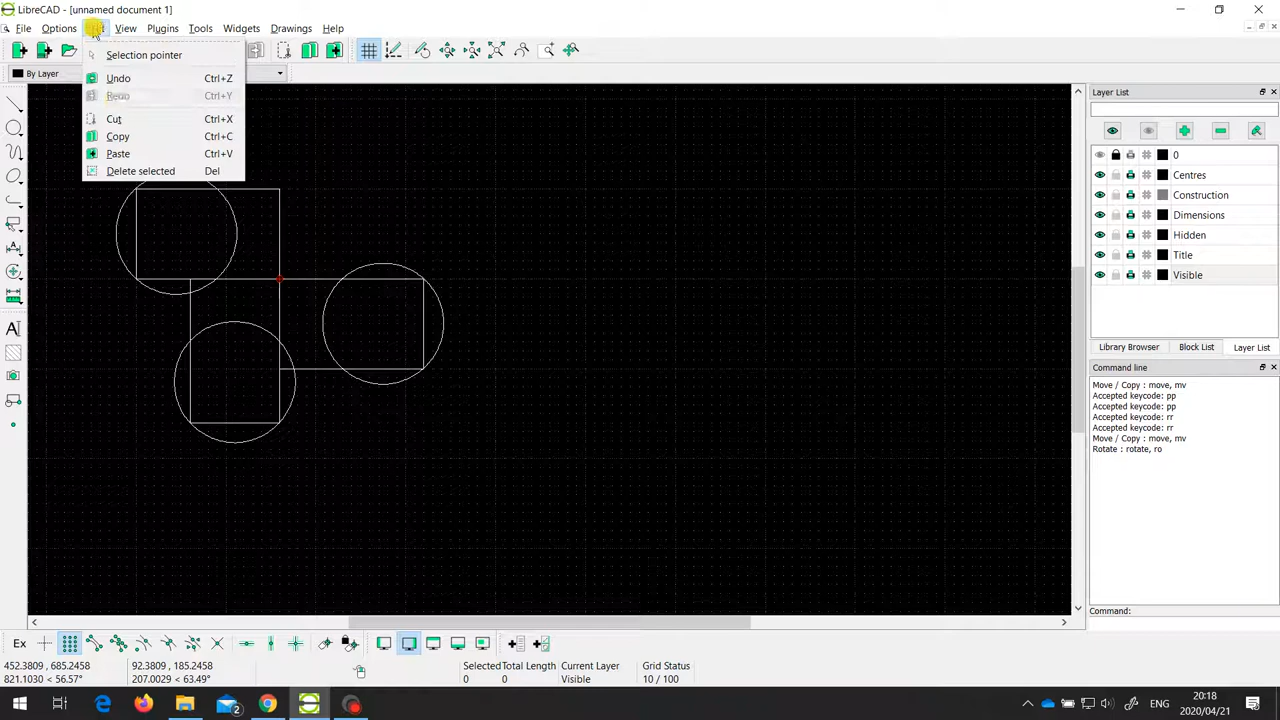 LibreCAD - [unnamed document 1]
File Options View Plugins Tools Widgets Drawings Help
Selection pointer
By Layer
Undo Ctrl+Z
Redo Ctrl+Y
Cut Ctrl+X
Copy Ctrl+C
Paste Ctrl+V
Delete selected Del
Layer List
0
Centres
Construction
Dimensions
Hidden
Title
Visible
Library Browser Block List Layer List
Command line
Move / Copy : move, mv
Accepted keycode: pp
Accepted keycode: pp
Accepted keycode: rr
Accepted keycode: rr
Move / Copy : move, mv
Rotate : rotate, ro
Command:
Ex
452.3809 , 685.2458 92.3809 , 185.2458 Selected Total Length Current Layer Grid Status
821.1030 < 56.57° 207.0029 < 63.49° 0 0 Visible 10 / 100
ENG 20:18
2020/04/21